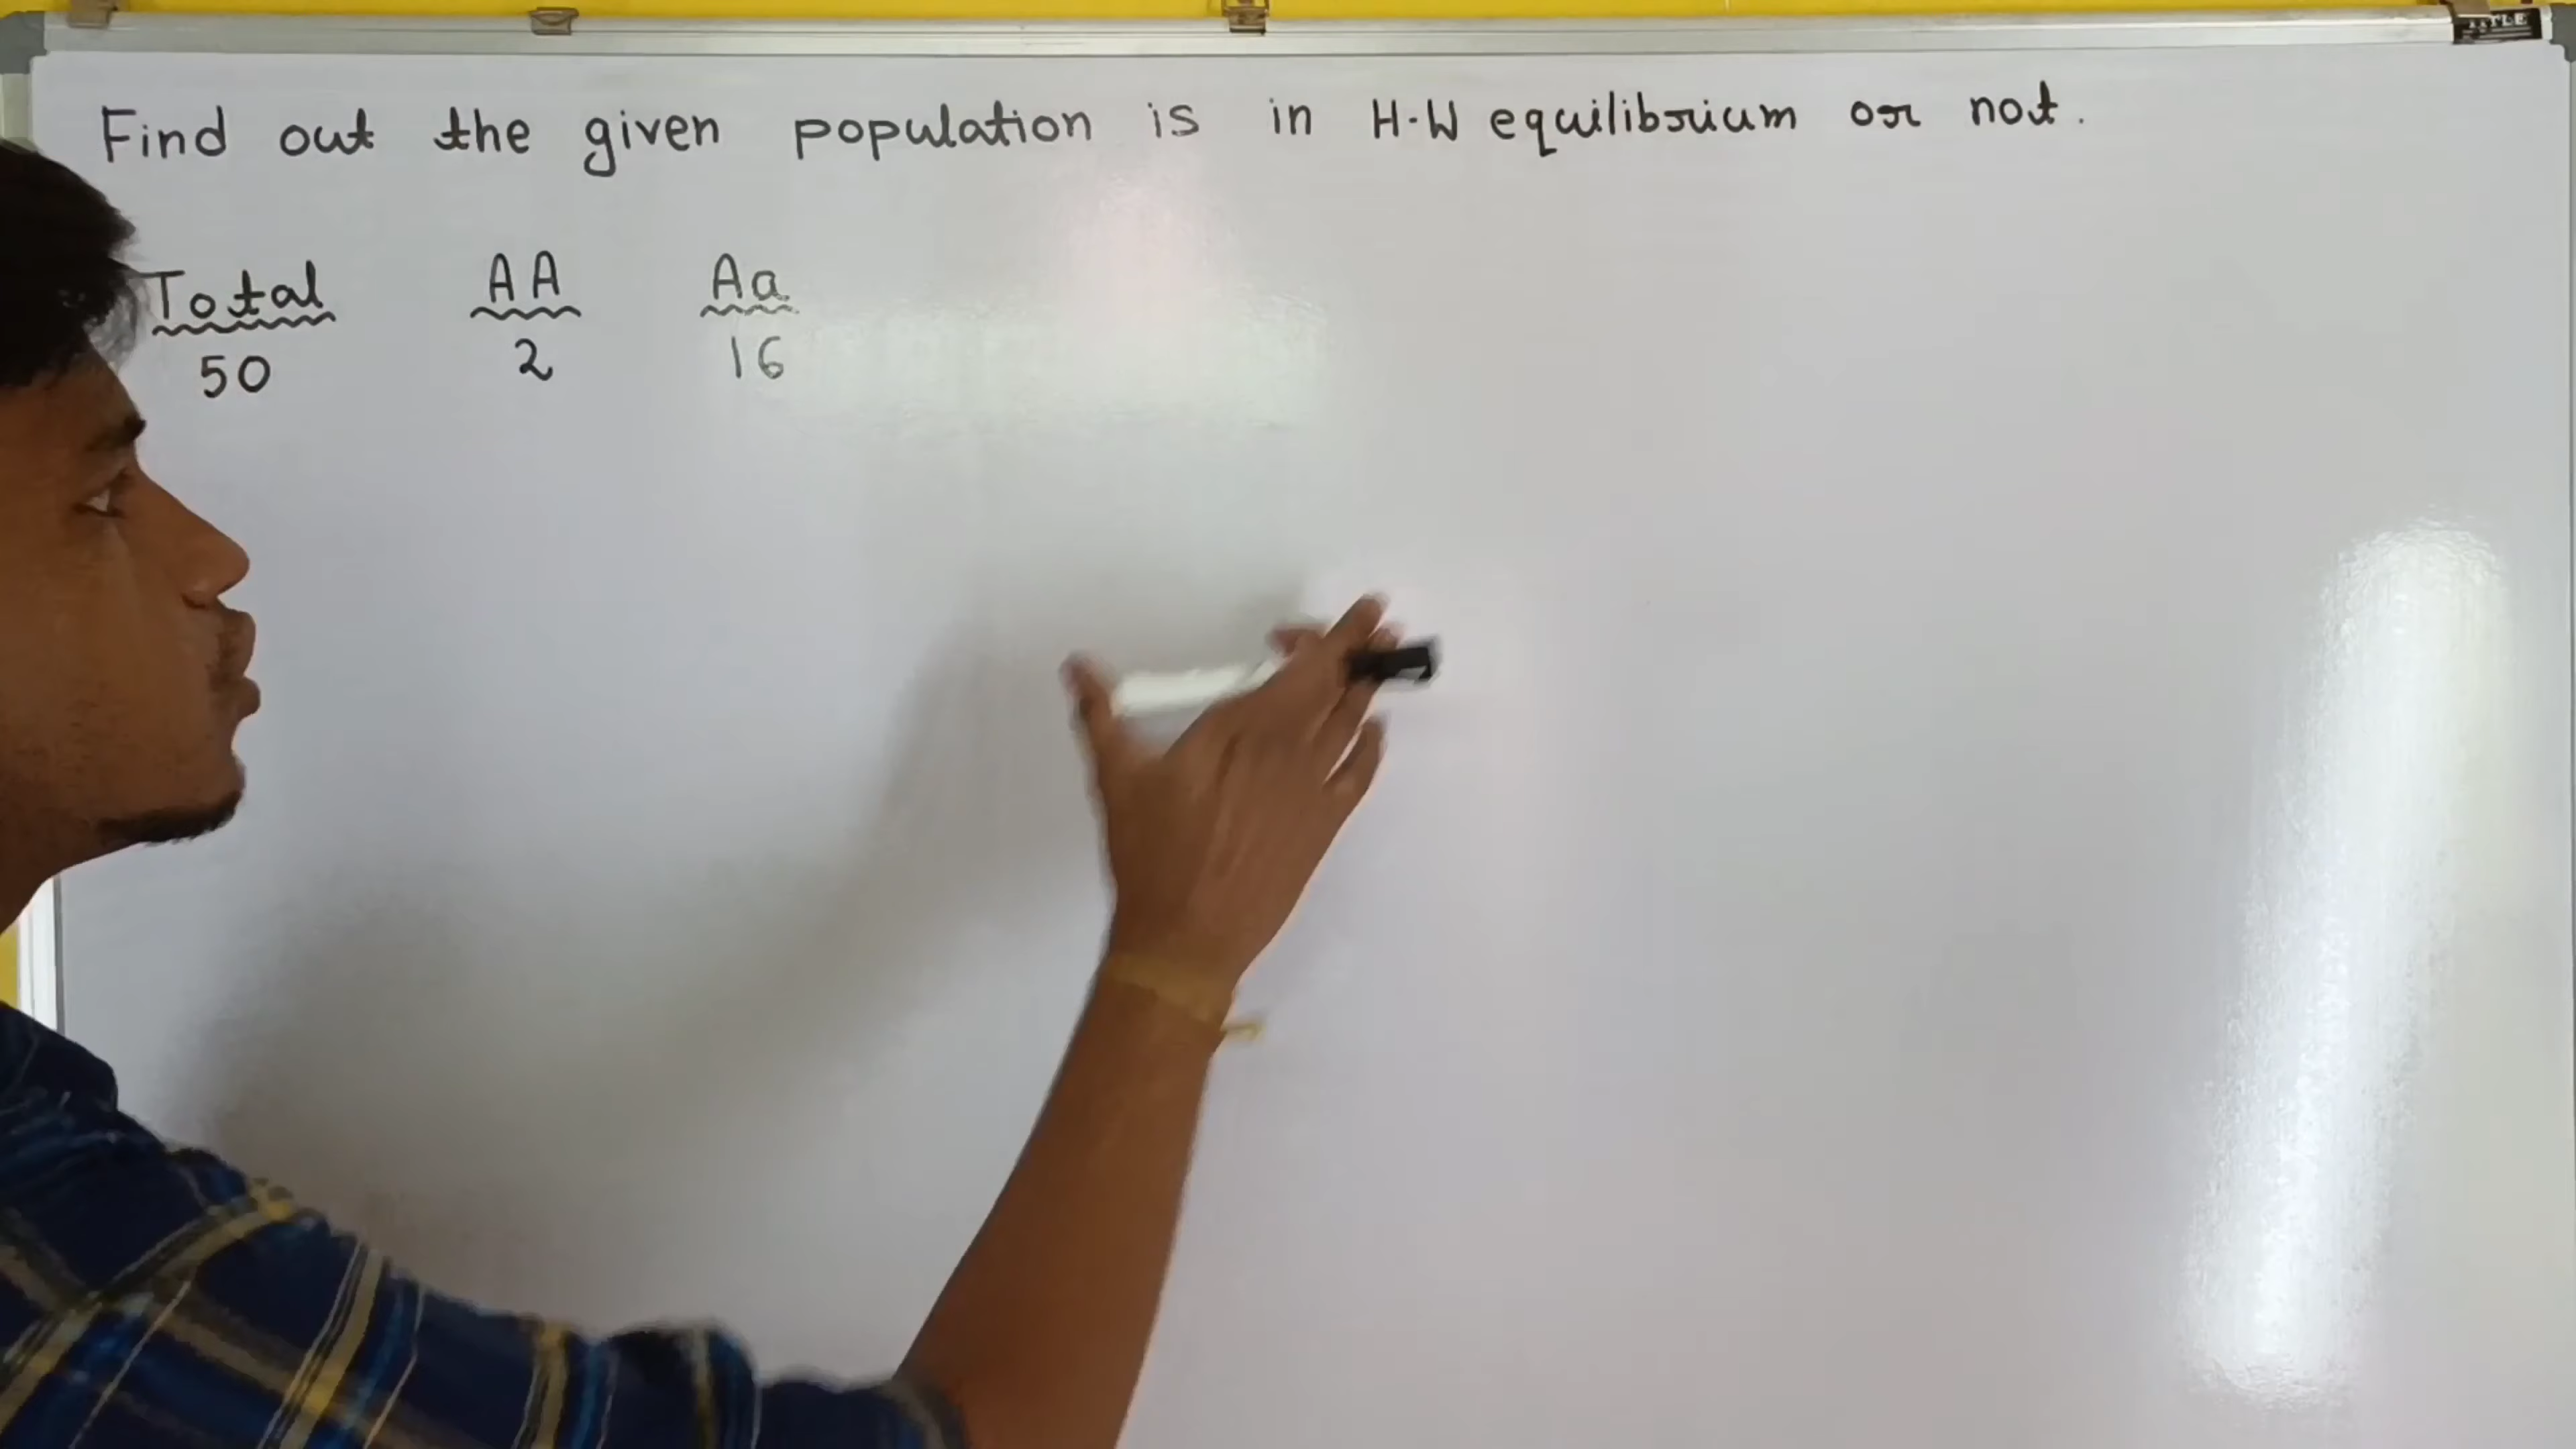 Find out the given population is in H-W equilibrium or not.
Total AA Aa
50 2 16